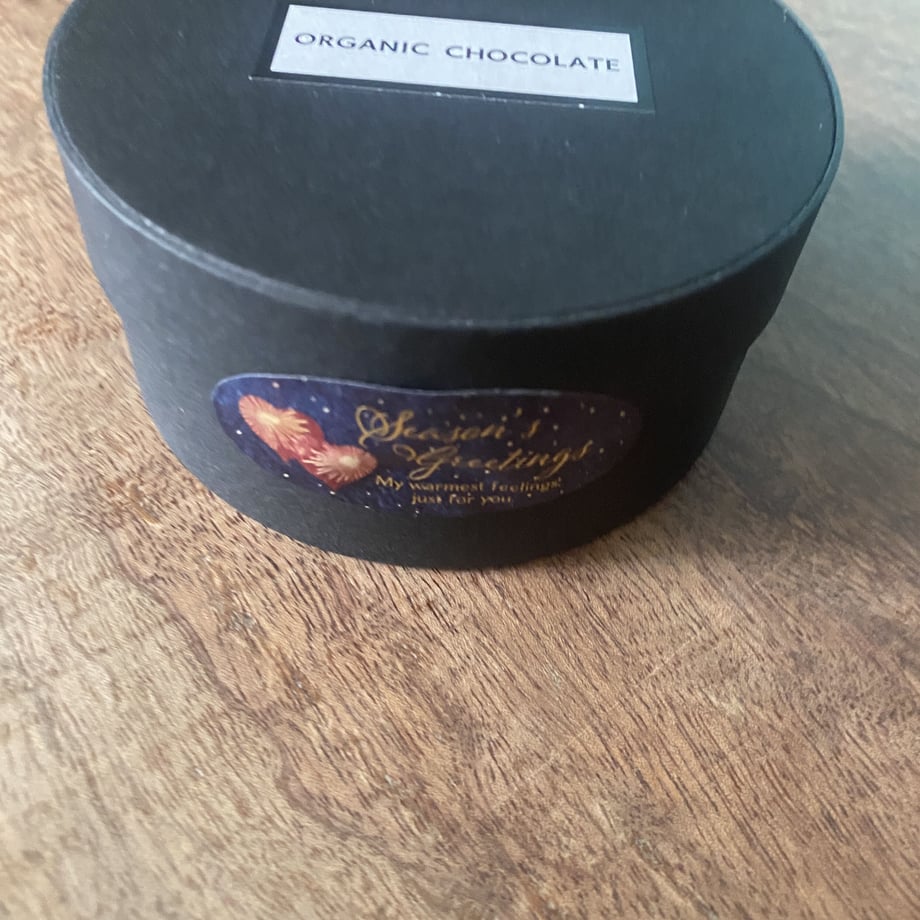 ORGANIC CHOCOLATE
Season's
Greetings
My warmest feelings
just for you.